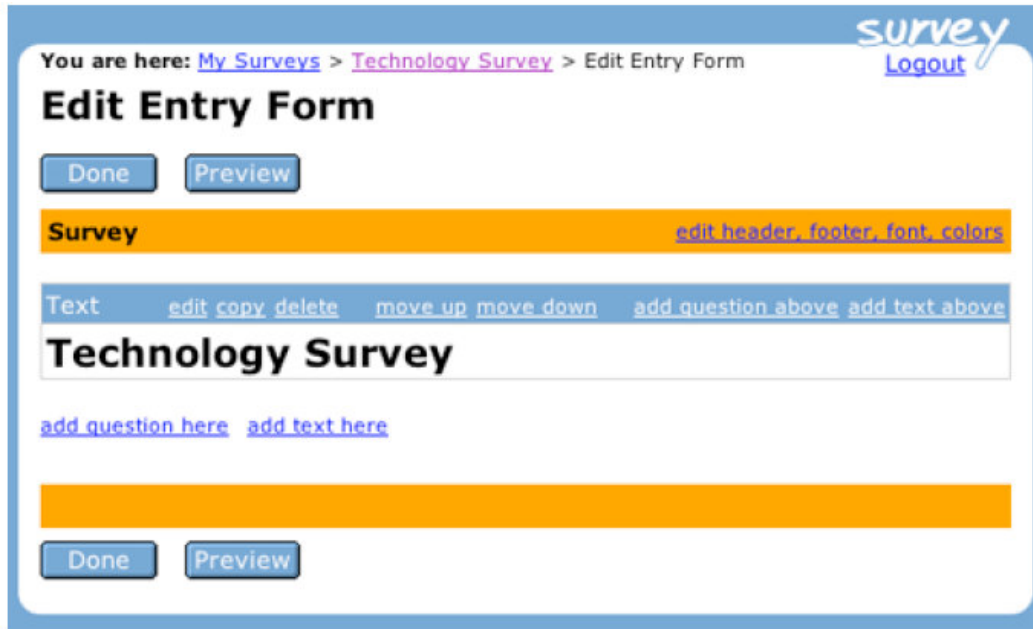 survey
You are here: My Surveys > Technology Survey > Edit Entry Form
Logout
Edit Entry Form
Done Preview
Survey edit header, footer, font, colors
Text edit copy delete move up move down add question above add text above
Technology Survey
add question here add text here
Done Preview